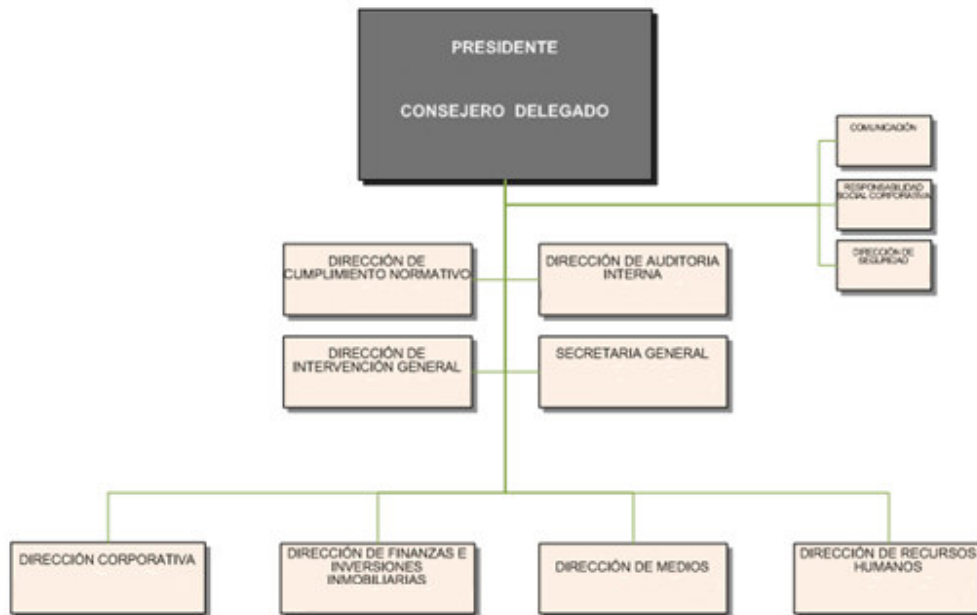 PRESIDENTE
CONSEJERO DELEGADO
COMUNICACIÓN
RESPONSABILIDAD
SOCIAL CORPORATIVA
DIRECCIÓN DE
SEGURIDAD
DIRECCIÓN DE
CUMPLIMIENTO NORMATIVO
DIRECCIÓN DE AUDITORIA
INTERNA
DIRECCIÓN DE
INTERVENCIÓN GENERAL
SECRETARIA GENERAL
DIRECCIÓN CORPORATIVA
DIRECCIÓN DE FINANZAS E
INVERSIONES
INMOBILIARIAS
DIRECCIÓN DE MEDIOS
DIRECCIÓN DE RECURSOS
HUMANOS